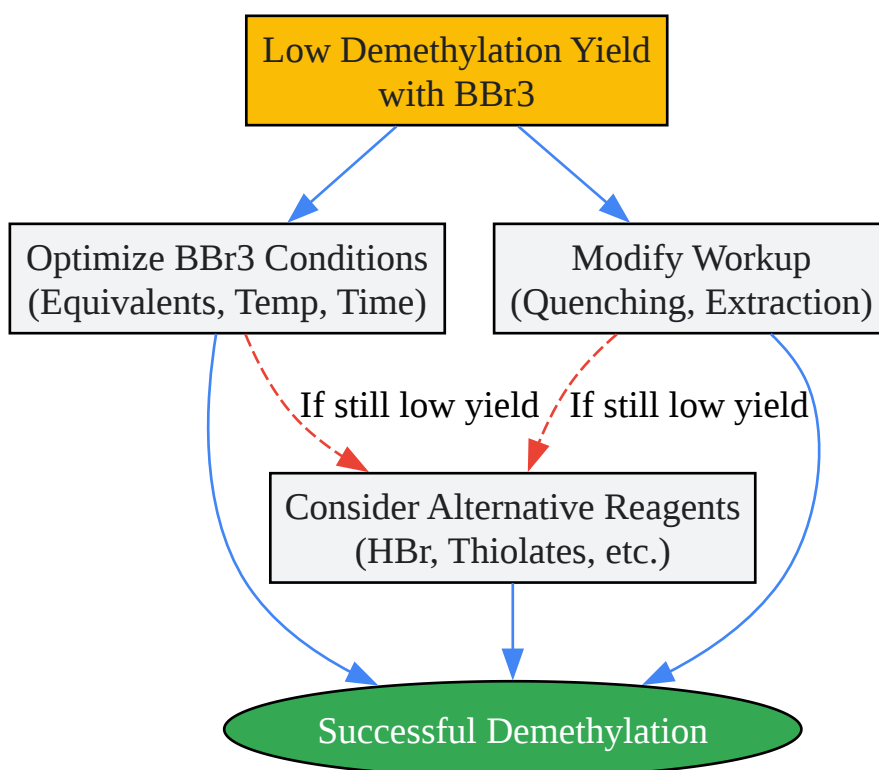 Low Demethylation Yield
with BBr3
Optimize BBr3 Conditions
(Equivalents, Temp, Time)
Modify Workup
(Quenching, Extraction)
If still low yield
If still low yield
Consider Alternative Reagents
(HBr, Thiolates, etc.)
Successful Demethylation